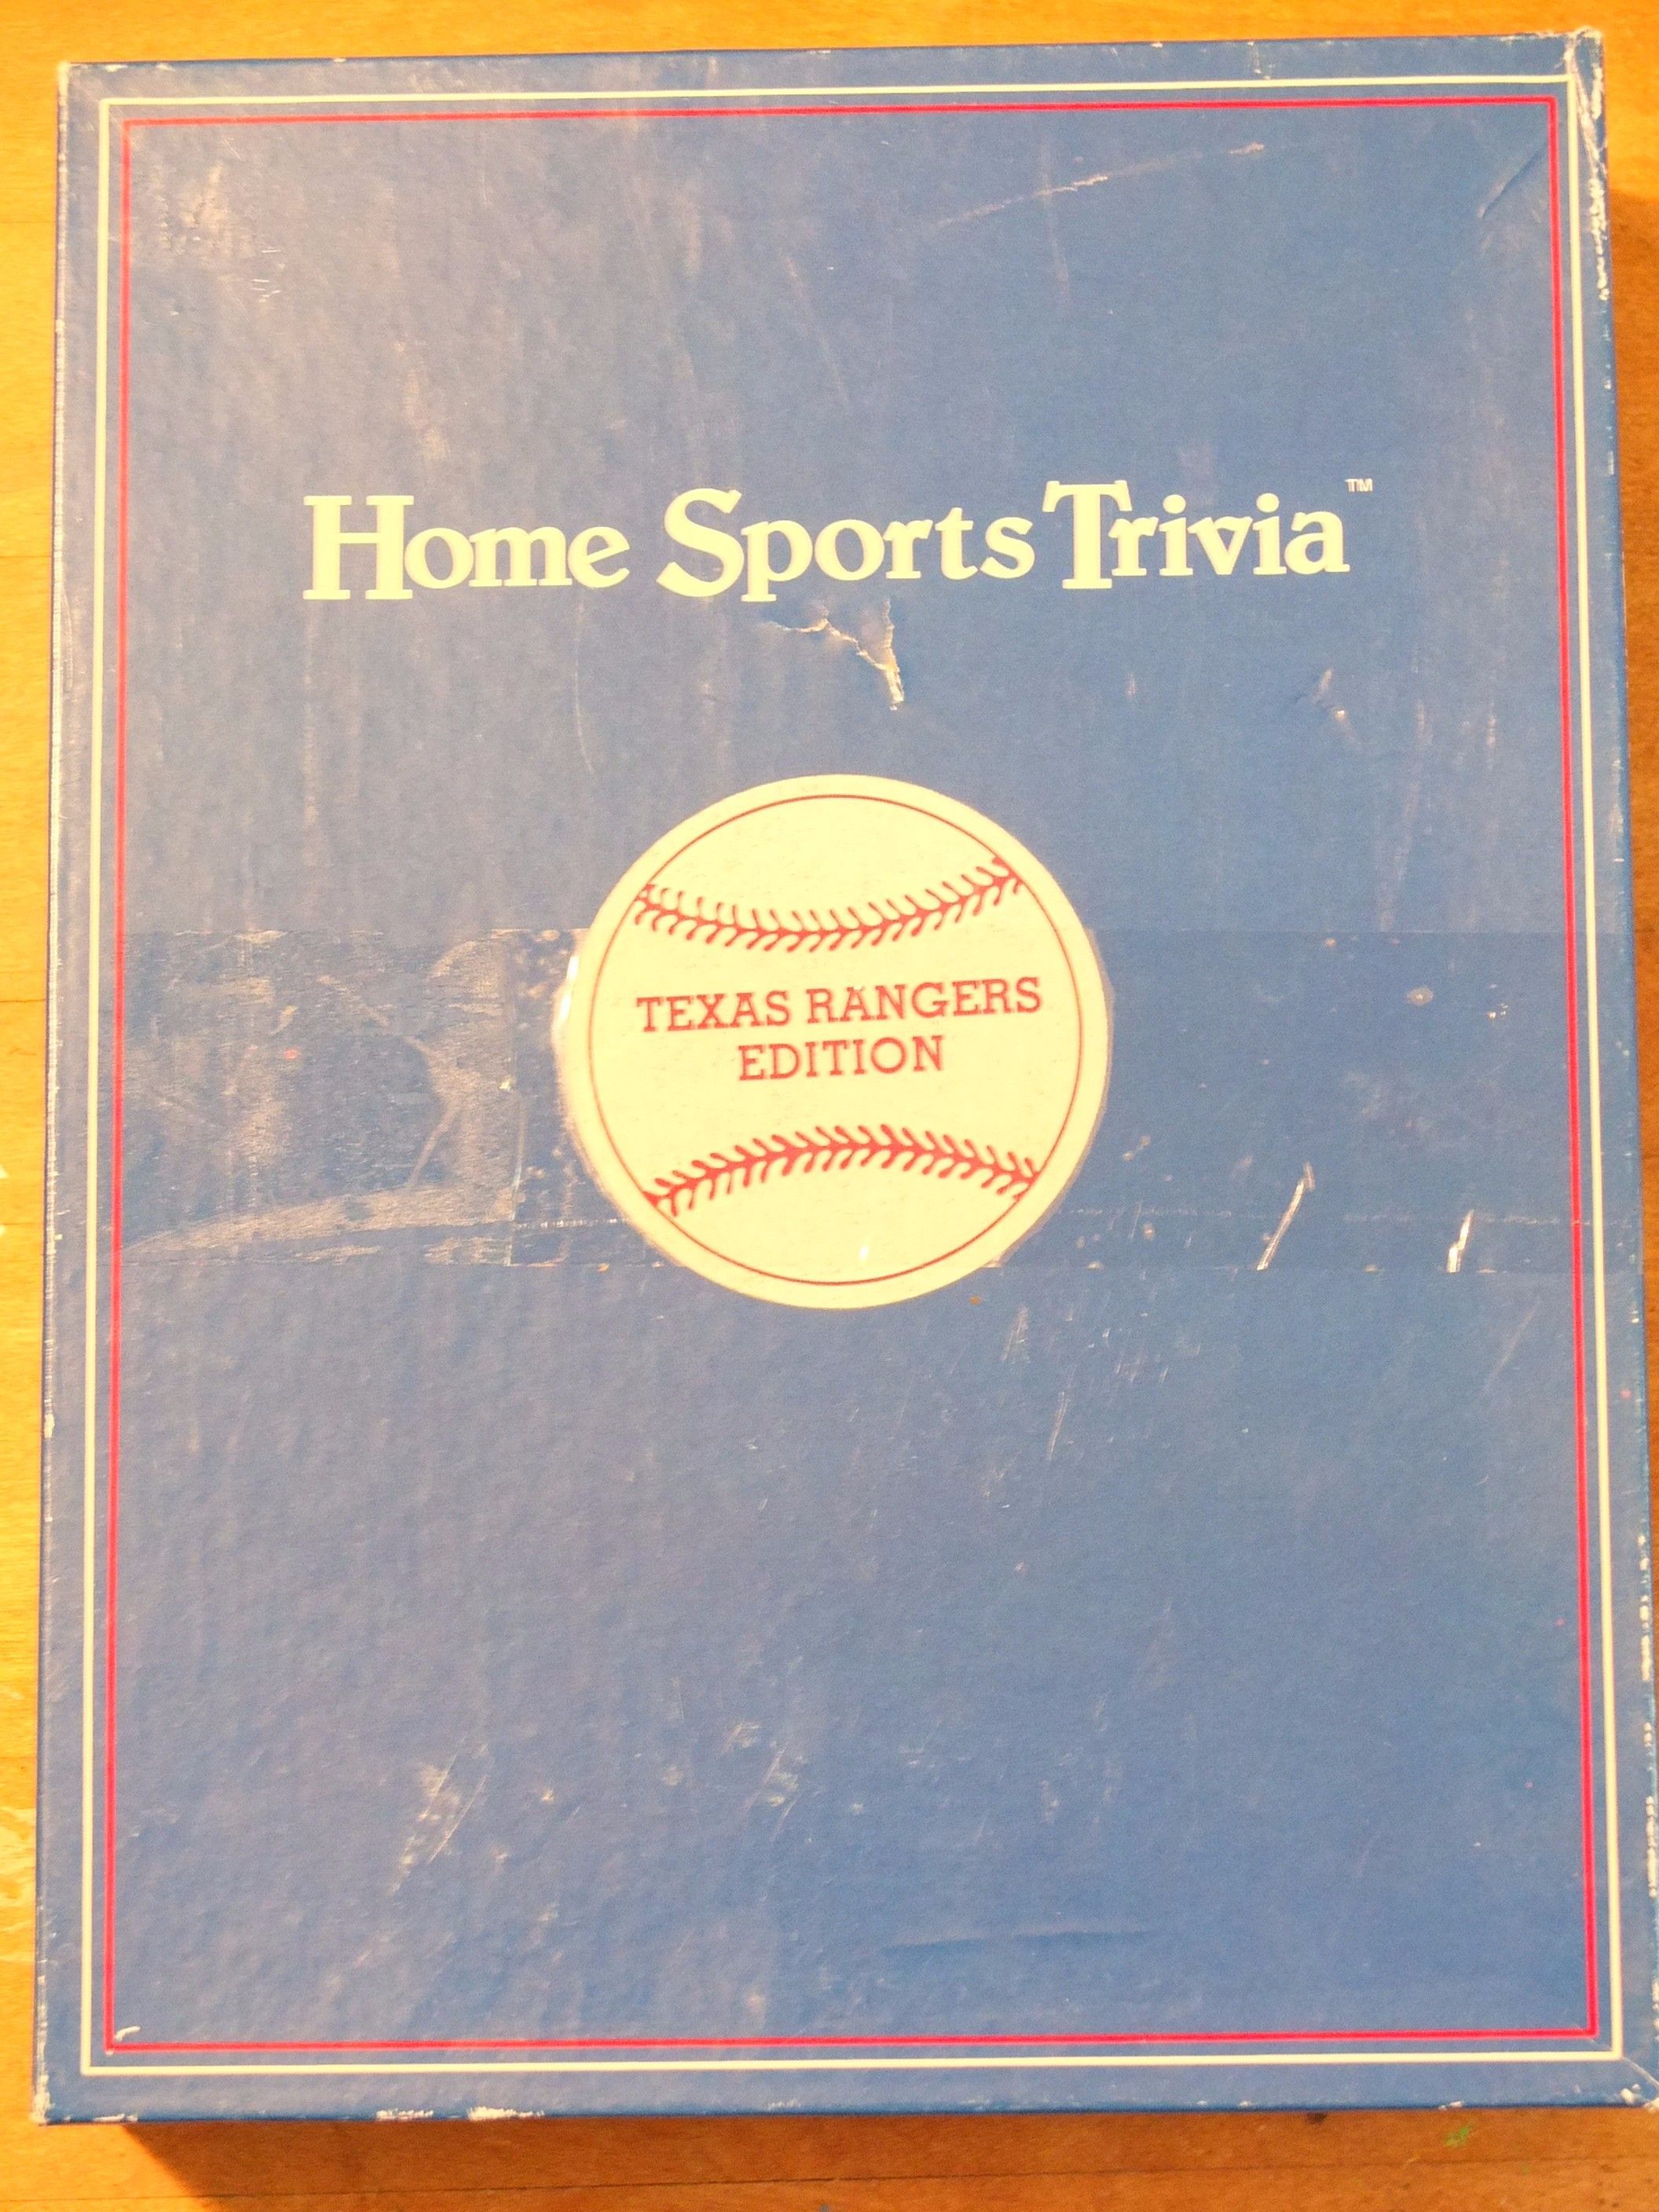 Home Sports Trivia™
TEXAS RANGERS
EDITION